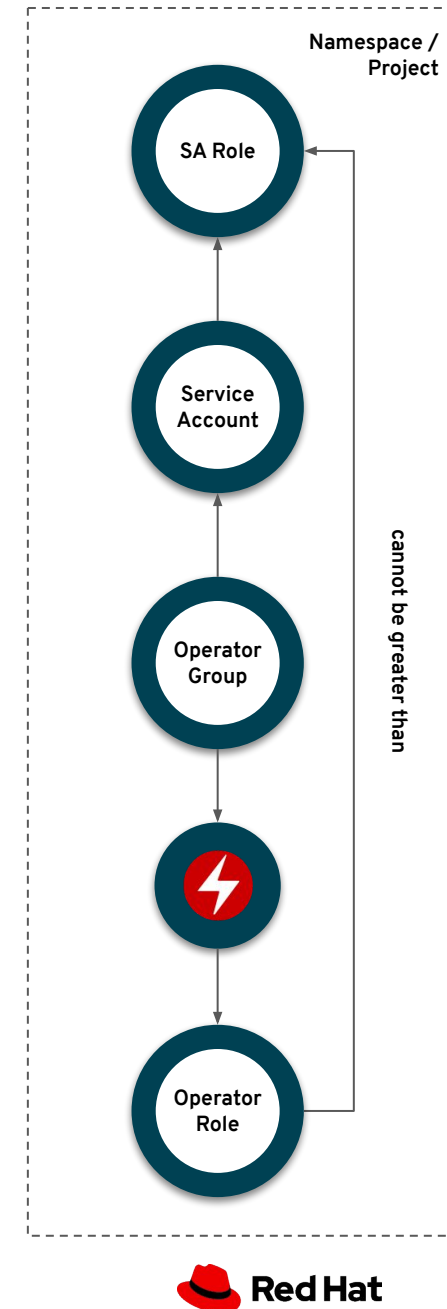 Namespace /
Project
SA Role
Service
Account
Operator
Group
cannot be greater than
Operator
Role
Red Hat